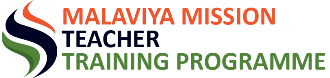 MALAVIYA MISSION
TEACHER
TRAINING PROGRAMME